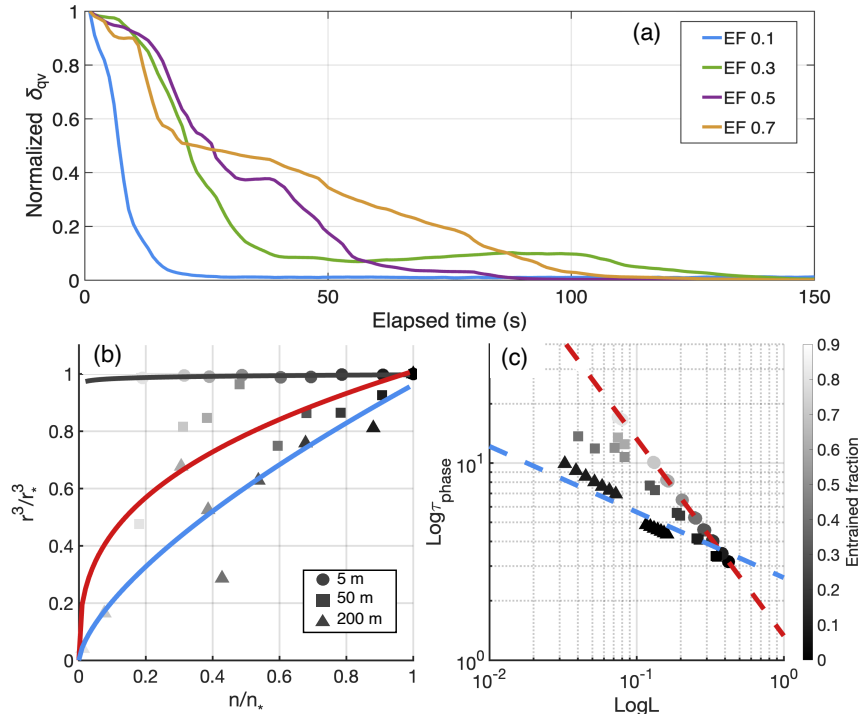 (a)
EF 0.1
EF 0.3
EF 0.5
EF 0.7
Normalized δqv
1
0.8
0.6
0.4
0.2
0
0 50 100 150
Elapsed time (s)
(b)
r³/r*³
1
0.8
0.6
0.4
0.2
0
5 m
50 m
200 m
0 0.2 0.4 0.6 0.8 1
n/n*
(c)
Logτphase
10¹
10⁰
10⁻² 10⁻¹ 10⁰
LogL
0.9
0.8
0.7
0.6
0.5
0.4
0.3
0.2
0.1
0
Entrained fraction